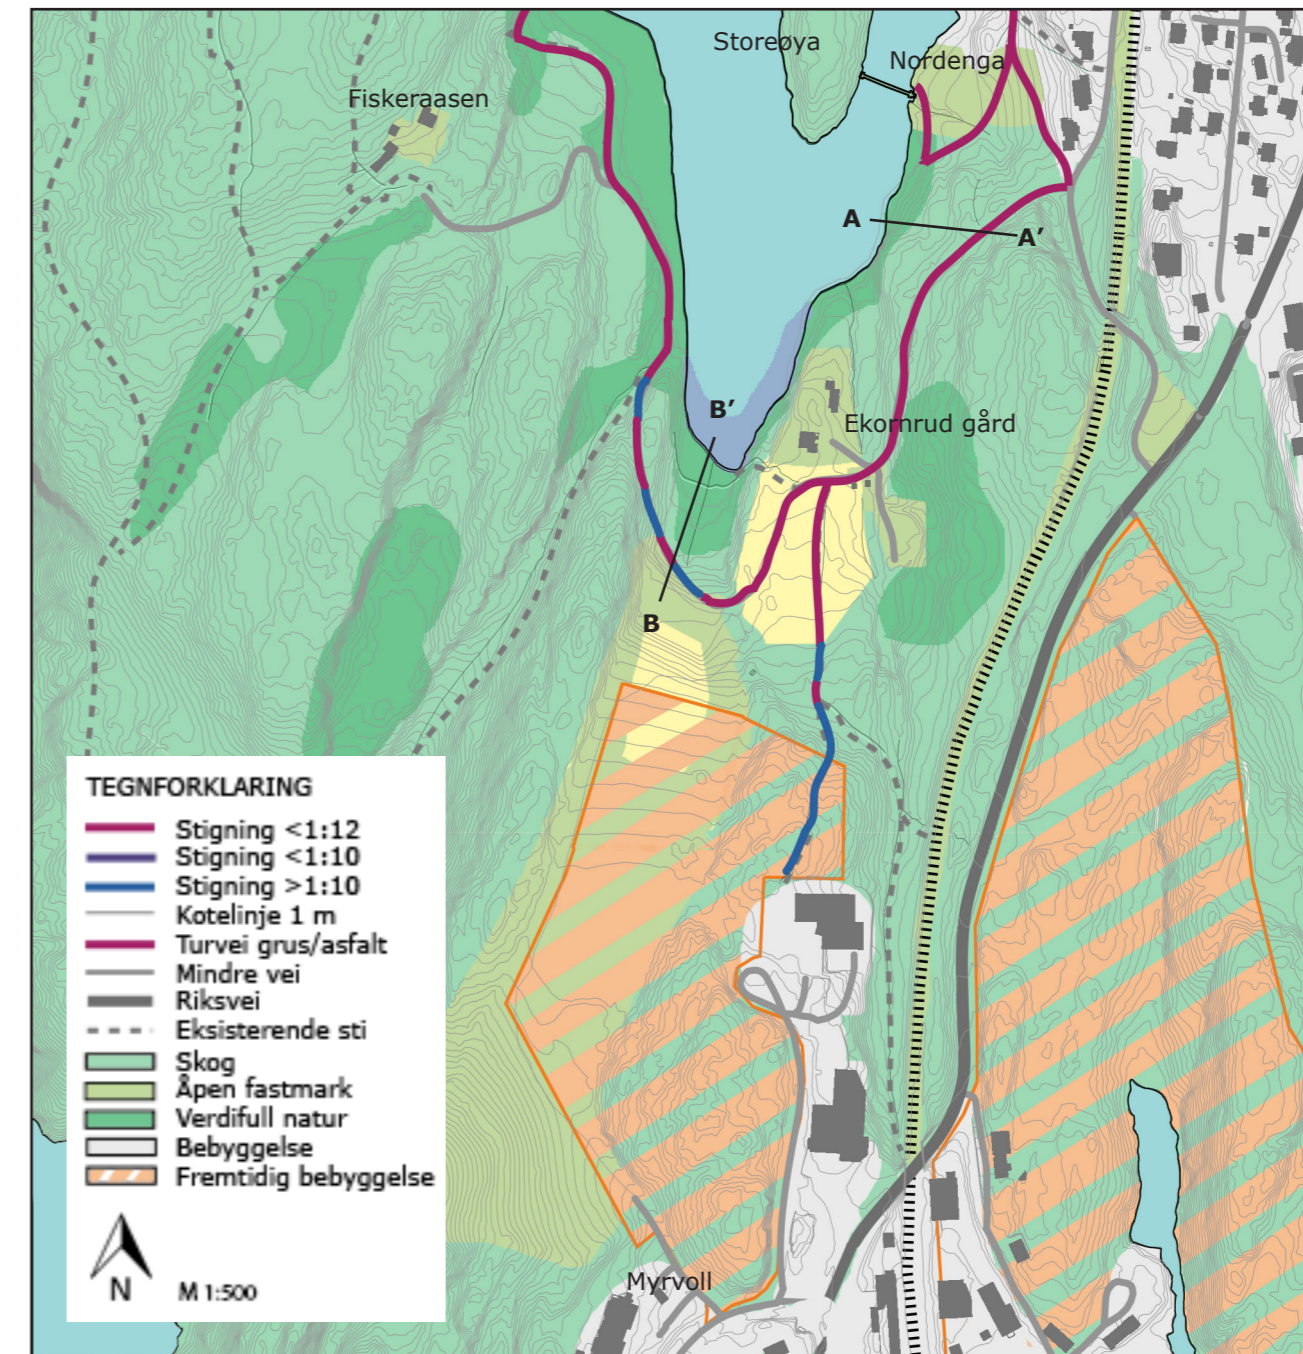 Storeøya
Nordenga
Fiskeraasen
A
A'
B'
Ekornrud gård
B
TEGNFORKLARING
Stigning <1:12
Stigning <1:10
Stigning >1:10
Kotelinje 1 m
Turvei grus/asfalt
Mindre vei
Riksvei
Eksisterende sti
Skog
Åpen fastmark
Verdifull natur
Bebyggelse
Fremtidig bebyggelse
N
M 1:500
Myrvoll